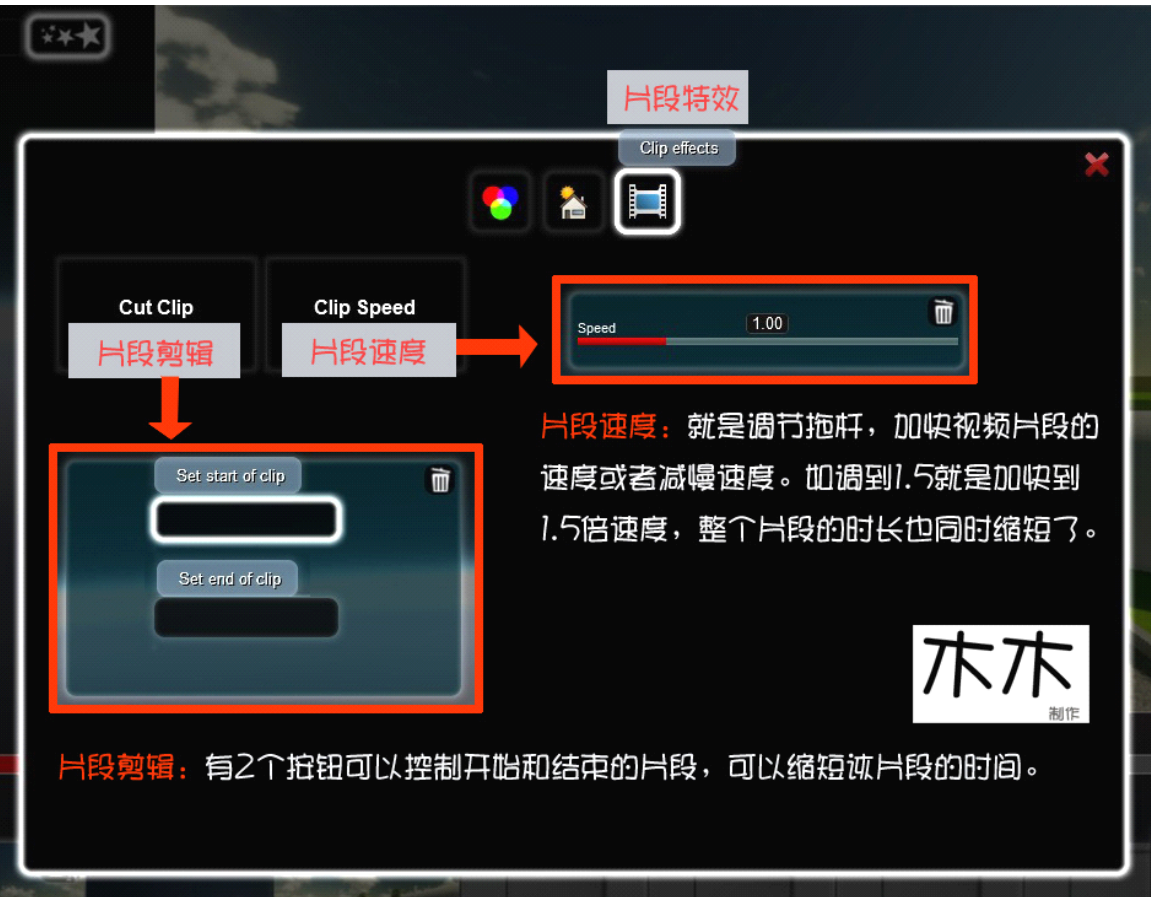 片段特效
Clip effects
Cut Clip
Clip Speed
片段剪辑
片段速度
Speed
1.00
片段速度：就是调节拖杆，加快视频片段的
速度或者减慢速度。如调到1.5就是加快到
1.5倍速度，整个片段的时长也同时缩短了。
Set start of clip
Set end of clip
木木
制作
片段剪辑：有2个按钮可以控制开始和结束的片段，可以缩短该片段的时间。